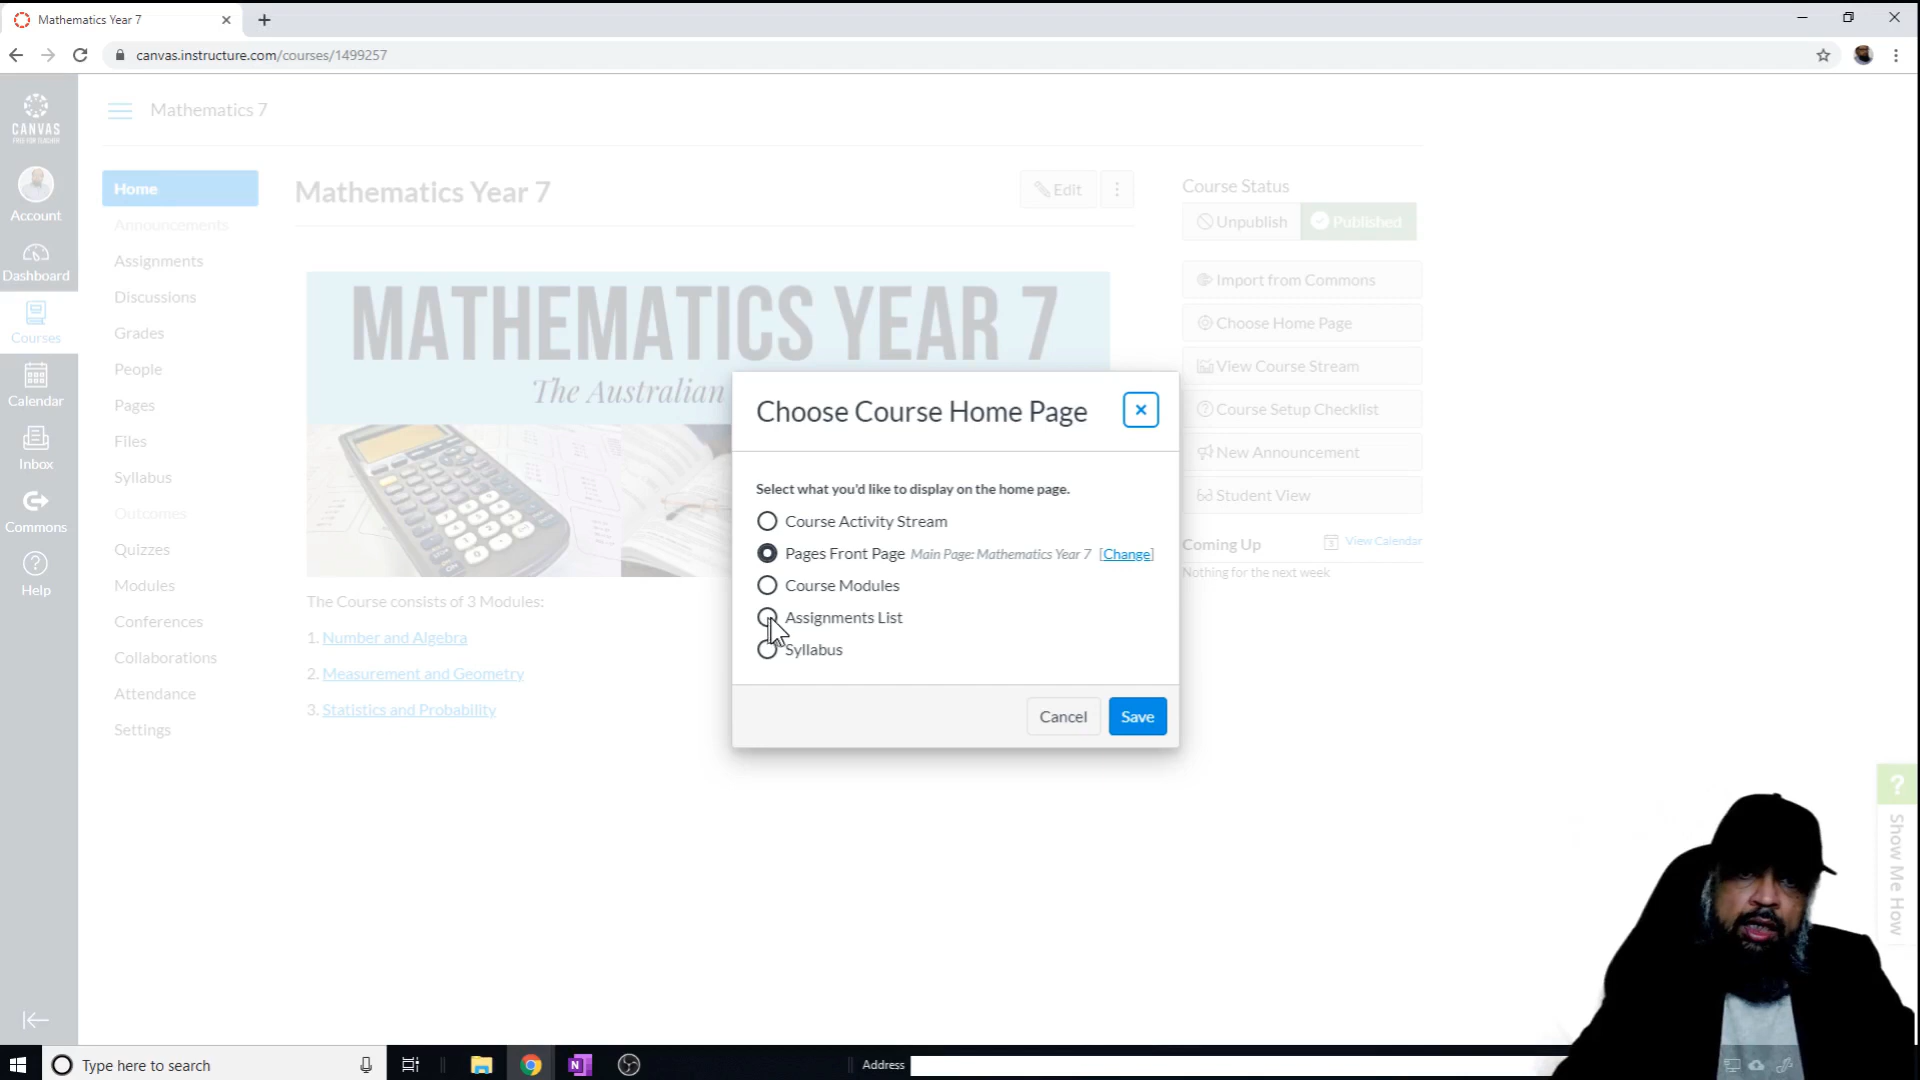 Mathematics Year 7
canvas.instructure.com/courses/1499257
CANVAS
FREE FOR TEACHER
Account
Dashboard
Courses
Calendar
Inbox
Commons
Help
Mathematics 7
Home
Announcements
Assignments
Discussions
Grades
People
Pages
Files
Syllabus
Outcomes
Quizzes
Modules
Conferences
Collaborations
Attendance
Settings
Mathematics Year 7
Edit
MATHEMATICS YEAR 7
The Australian
The Course consists of 3 Modules:
1. Number and Algebra
2. Measurement and Geometry
3. Statistics and Probability
Choose Course Home Page
Select what you'd like to display on the home page.
Course Activity Stream
Pages Front Page Main Page: Mathematics Year 7 [Change]
Course Modules
Assignments List
Syllabus
Cancel Save
Course Status
Unpublish Published
Import from Commons
Choose Home Page
View Course Stream
Course Setup Checklist
New Announcement
Student View
Coming Up View Calendar
Nothing for the next week
? Show Me How
Type here to search
Address